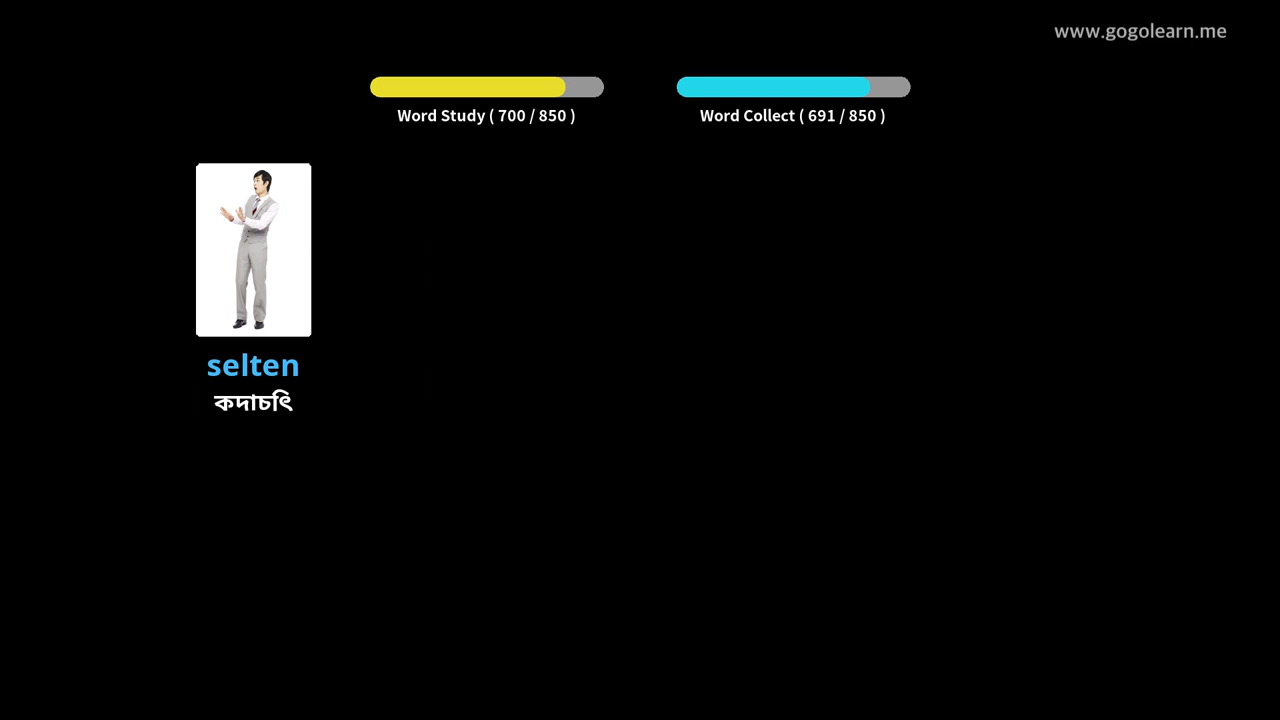 www.gogolearn.me
Word Study ( 700 / 850 )
Word Collect ( 691 / 850 )
selten
কদাচিৎ